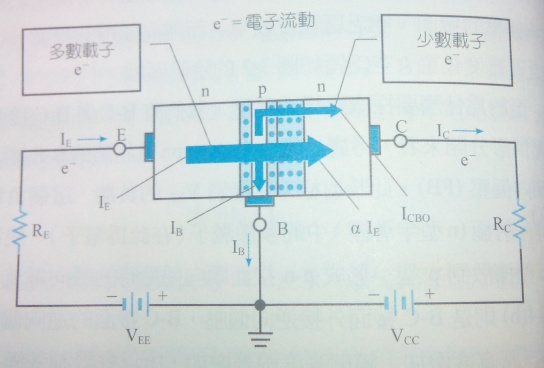 e⁻ = 電子流動
多數載子
e⁻
少數載子
e⁻
n p n
I_E E
e⁻
C I_C
e⁻
I_E
I_B
I_B
B
α I_E
I_CBO
R_E
R_C
− +
V_EE
− +
V_CC